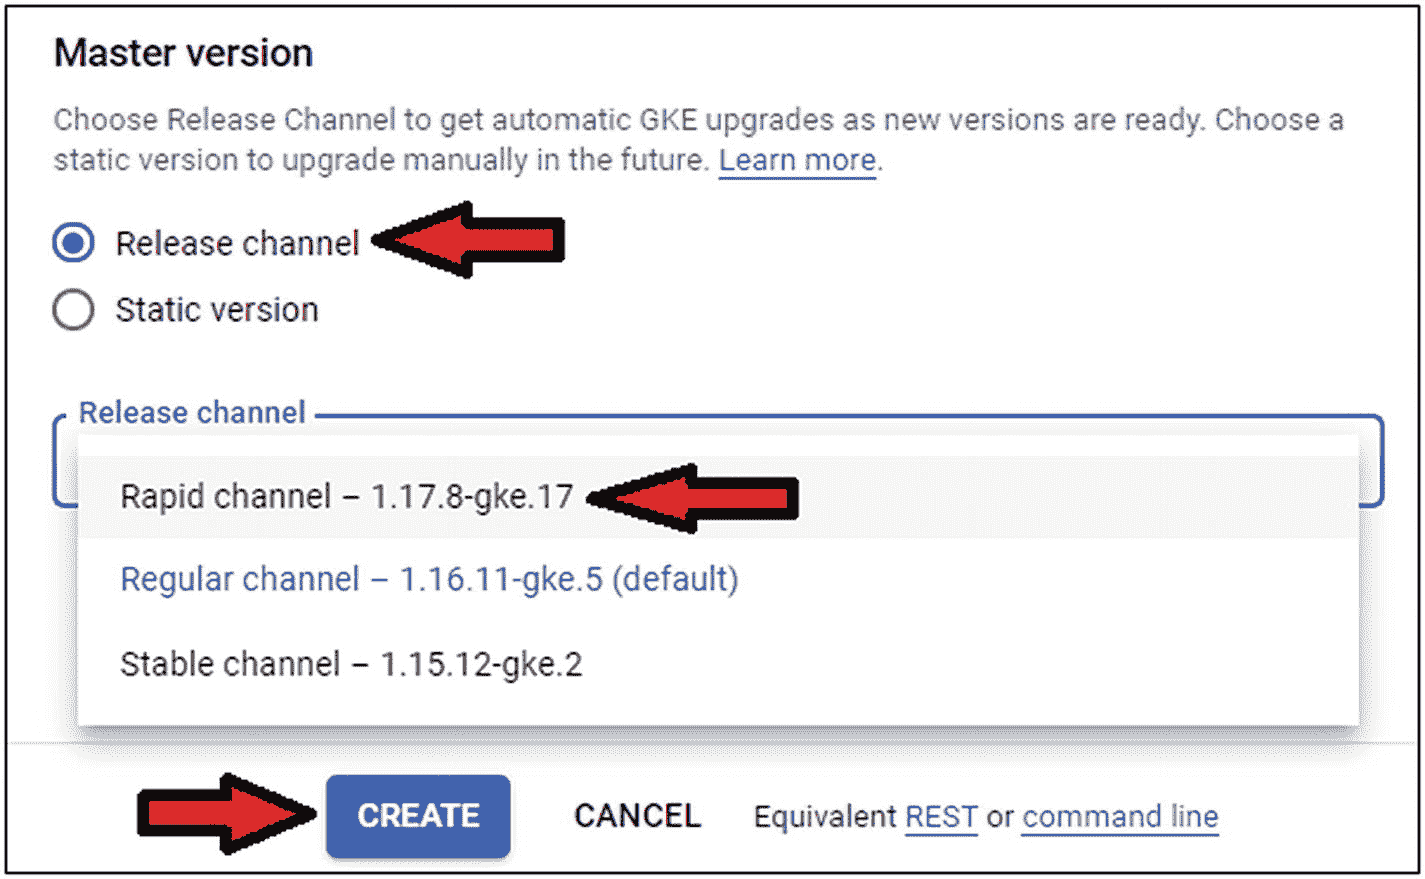 Master version
Choose Release Channel to get automatic GKE upgrades as new versions are ready. Choose a
static version to upgrade manually in the future. Learn more.
Release channel
Static version
Release channel
Rapid channel – 1.17.8-gke.17
Regular channel – 1.16.11-gke.5 (default)
Stable channel – 1.15.12-gke.2
CREATE CANCEL Equivalent REST or command line